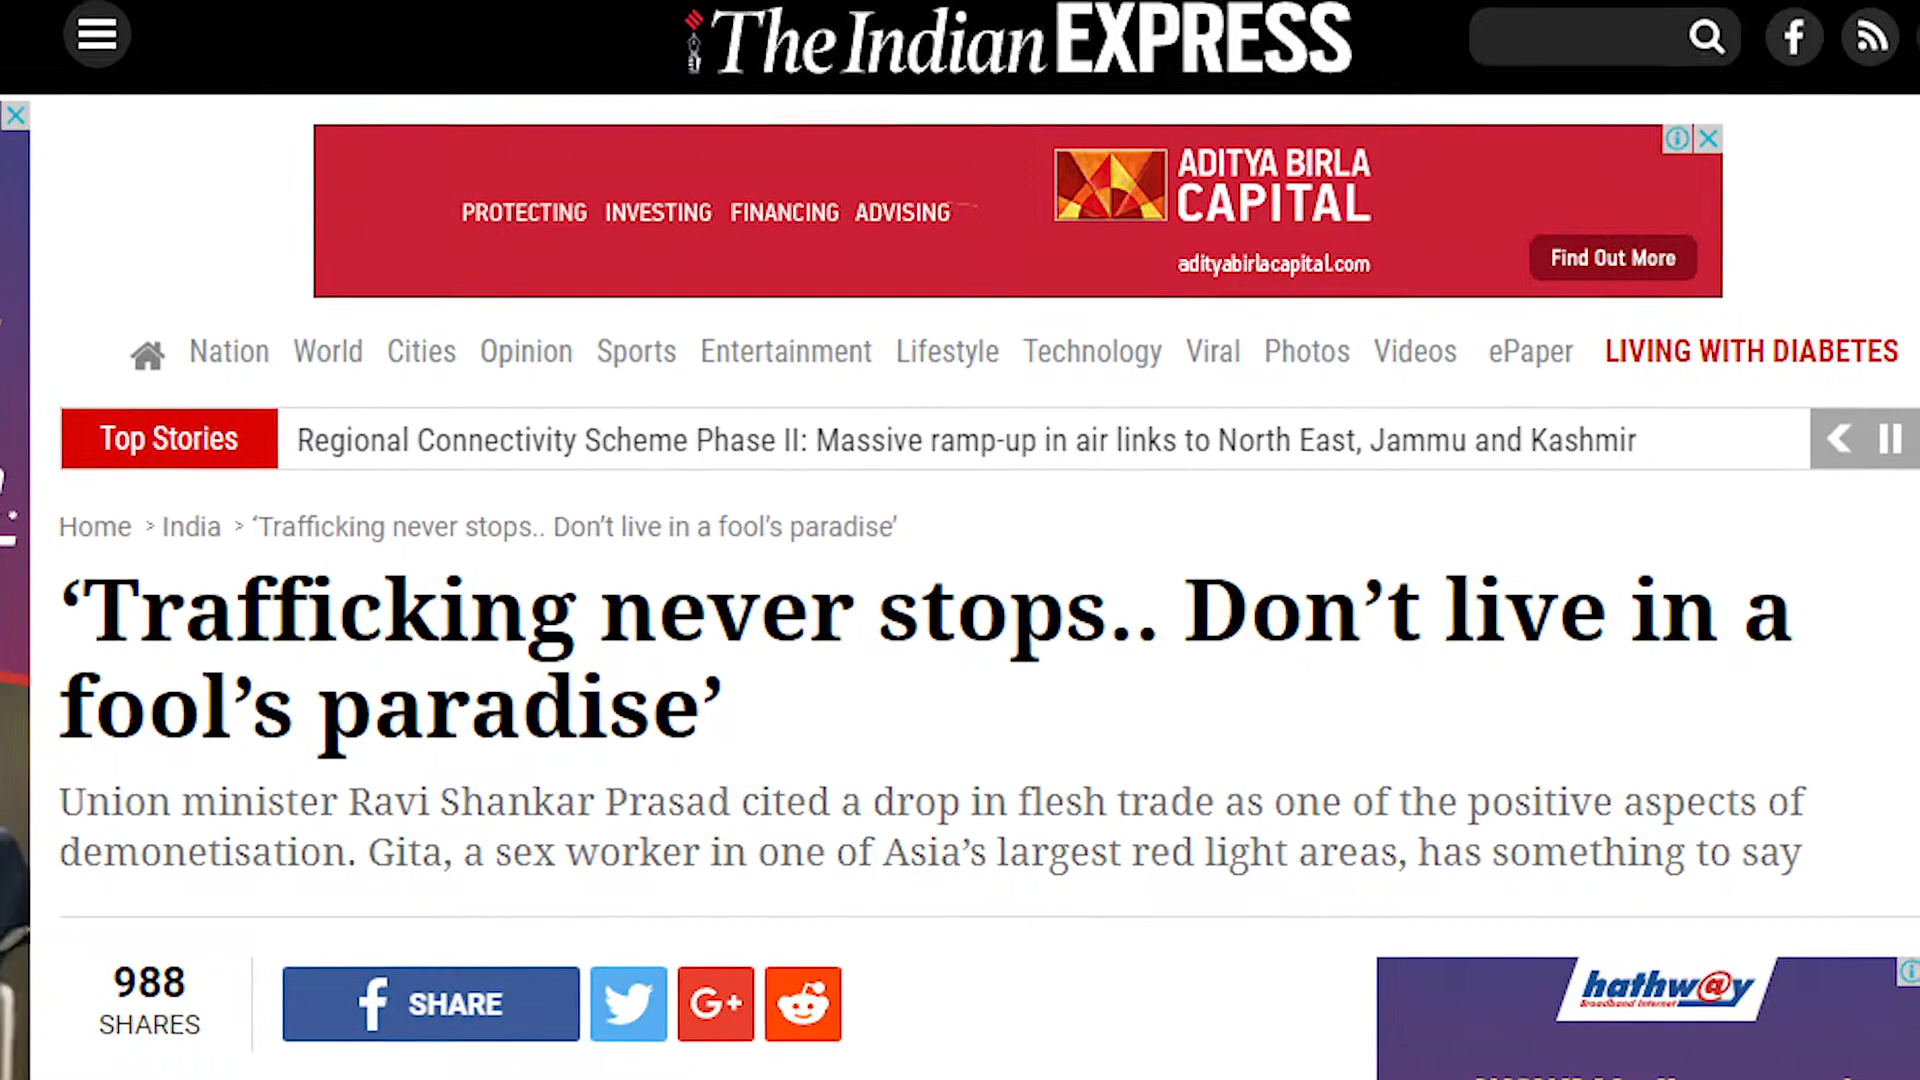 The Indian EXPRESS
PROTECTING INVESTING FINANCING ADVISING
ADITYA BIRLA
CAPITAL
adityabirlacapital.com
Find Out More
Nation World Cities Opinion Sports Entertainment Lifestyle Technology Viral Photos Videos ePaper LIVING WITH DIABETES
Top Stories
Regional Connectivity Scheme Phase II: Massive ramp-up in air links to North East, Jammu and Kashmir
Home > India > ‘Trafficking never stops.. Don’t live in a fool’s paradise’
‘Trafficking never stops.. Don’t live in a
fool’s paradise’
Union minister Ravi Shankar Prasad cited a drop in flesh trade as one of the positive aspects of
demonetisation. Gita, a sex worker in one of Asia’s largest red light areas, has something to say
988
SHARES
f SHARE
G+
hathw@y
Broadband Internet